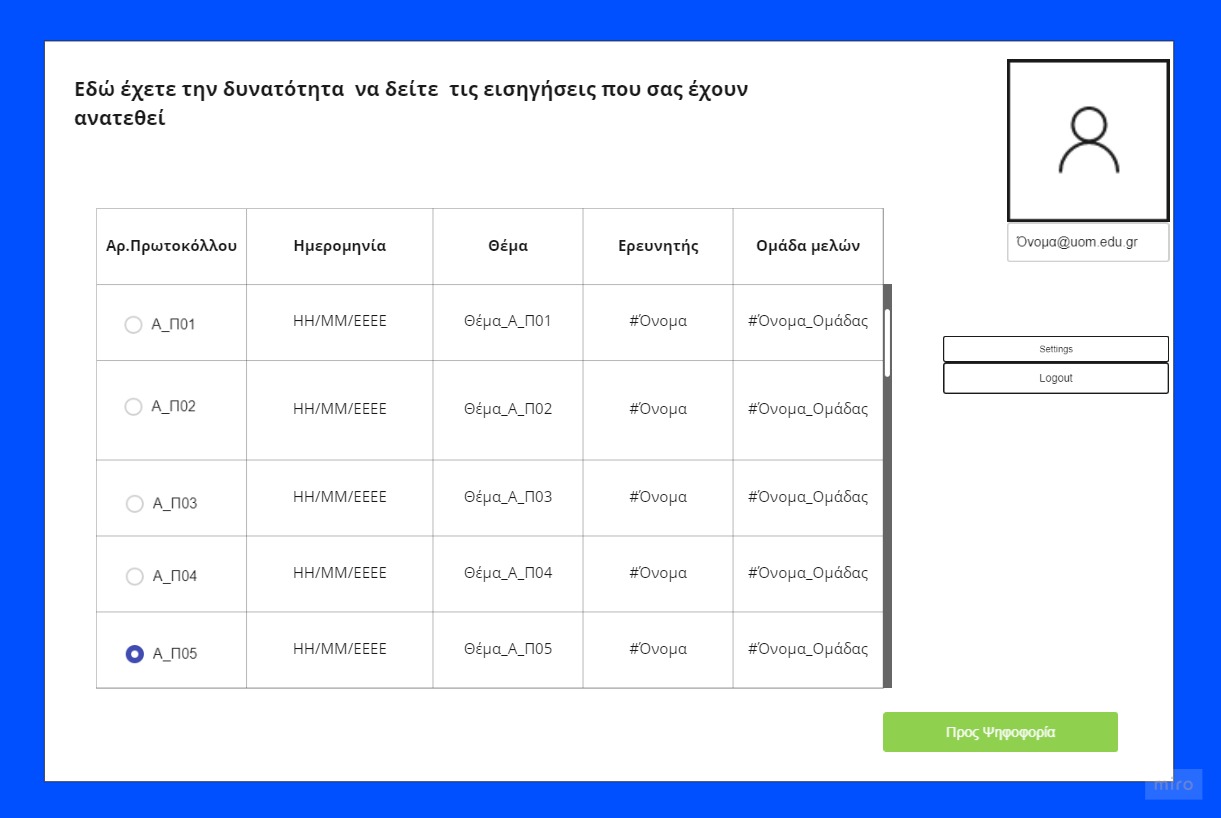 Εδώ έχετε την δυνατότητα  να δείτε  τις εισηγήσεις που σας έχουν
ανατεθεί
Όνομα@uom.edu.gr
Settings
Logout
Αρ.Πρωτοκόλλου Ημερομηνία Θέμα Ερευνητής Ομάδα μελών
Α_Π01 ΗΗ/ΜΜ/ΕΕΕΕ Θέμα_Α_Π01 #Όνομα #Όνομα_Ομάδας
Α_Π02 ΗΗ/ΜΜ/ΕΕΕΕ Θέμα_Α_Π02 #Όνομα #Όνομα_Ομάδας
Α_Π03 ΗΗ/ΜΜ/ΕΕΕΕ Θέμα_Α_Π03 #Όνομα #Όνομα_Ομάδας
Α_Π04 ΗΗ/ΜΜ/ΕΕΕΕ Θέμα_Α_Π04 #Όνομα #Όνομα_Ομάδας
Α_Π05 ΗΗ/ΜΜ/ΕΕΕΕ Θέμα_Α_Π05 #Όνομα #Όνομα_Ομάδας
Προς Ψηφοφορία
miro